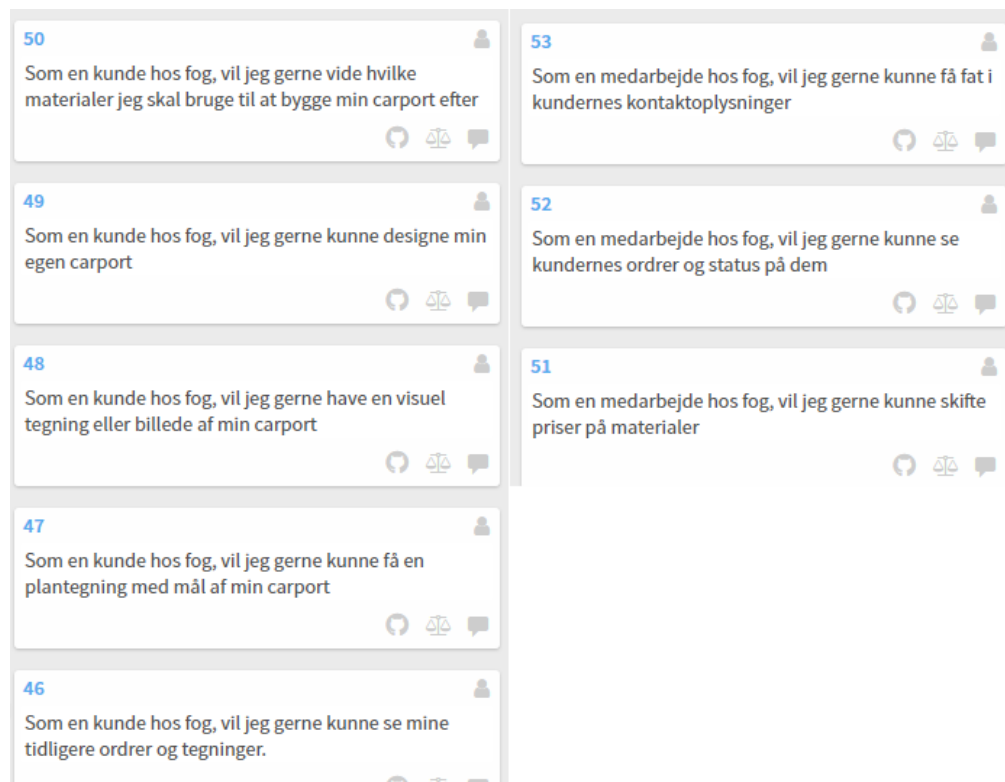 50
Som en kunde hos fog, vil jeg gerne vide hvilke
materialer jeg skal bruge til at bygge min carport efter
49
Som en kunde hos fog, vil jeg gerne kunne designe min
egen carport
48
Som en kunde hos fog, vil jeg gerne have en visuel
tegning eller billede af min carport
47
Som en kunde hos fog, vil jeg gerne kunne få en
plantegning med mål af min carport
46
Som en kunde hos fog, vil jeg gerne kunne se mine
tidligere ordrer og tegninger.
53
Som en medarbejde hos fog, vil jeg gerne kunne få fat i
kundernes kontaktoplysninger
52
Som en medarbejde hos fog, vil jeg gerne kunne se
kundernes ordrer og status på dem
51
Som en medarbejde hos fog, vil jeg gerne kunne skifte
priser på materialer